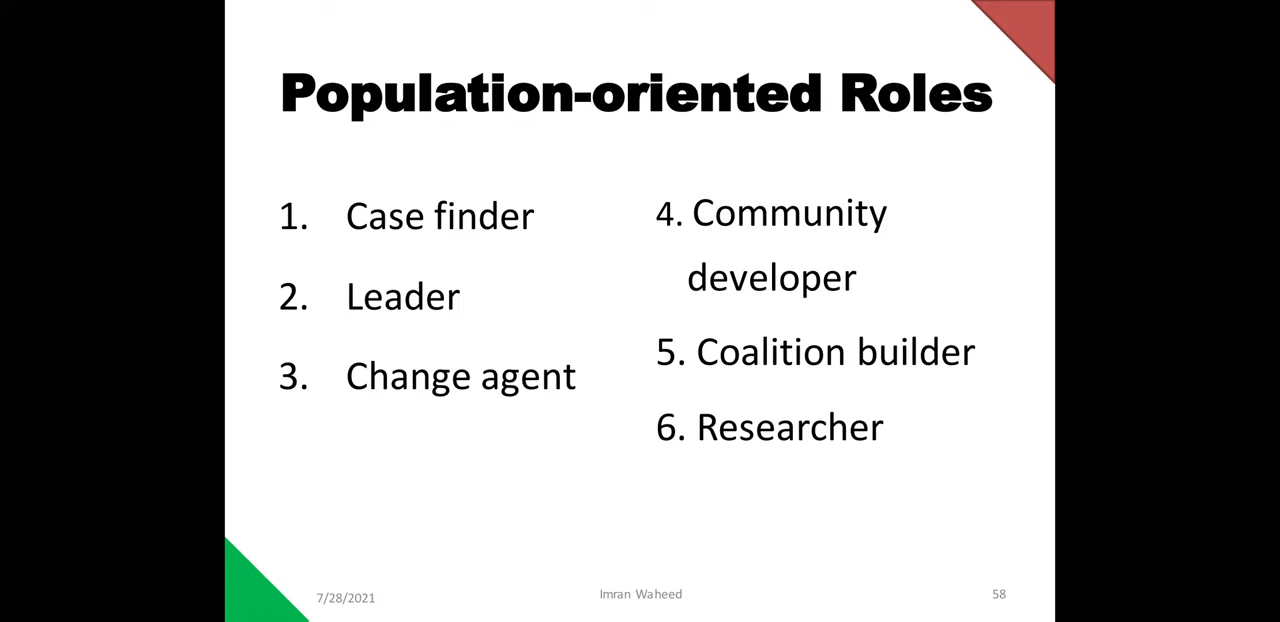 Population-oriented Roles
1. Case finder
2. Leader
3. Change agent
4. Community
developer
5. Coalition builder
6. Researcher
7/28/2021
Imran Waheed
58